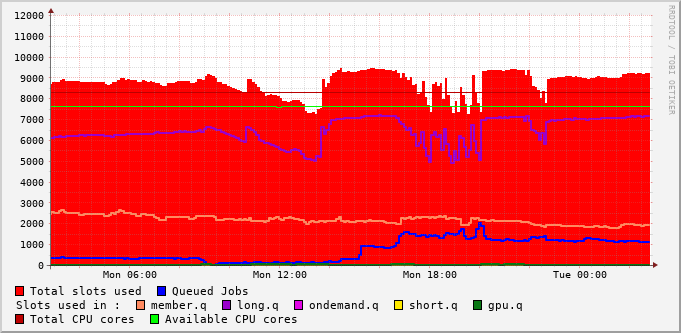 12000
11000
10000
9000
8000
7000
6000
5000
4000
3000
2000
1000
0
Mon 06:00 Mon 12:00 Mon 18:00 Tue 00:00
Total slots used Queued Jobs
Slots used in : member.q long.q ondemand.q short.q gpu.q
Total CPU cores Available CPU cores
RRDTOOL / TOBI OETIKER